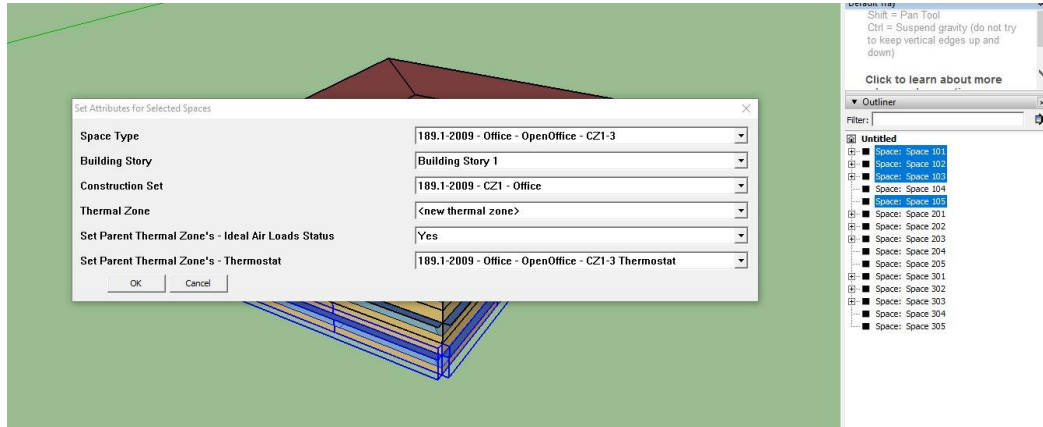 Default Tray
Shift = Pan Tool
Ctrl = Suspend gravity (do not try
to keep vertical edges up and
down)
Click to learn about more
Set Attributes for Selected Spaces
Space Type
189.1-2009 - Office - OpenOffice - CZ1-3
Building Story
Building Story 1
Construction Set
189.1-2009 - CZ1 - Office
Thermal Zone
<new thermal zone>
Set Parent Thermal Zone's - Ideal Air Loads Status
Yes
Set Parent Thermal Zone's - Thermostat
189.1-2009 - Office - OpenOffice - CZ1-3 Thermostat
OK
Cancel
Outliner
Filter:
Untitled
Space: Space 101
Space: Space 102
Space: Space 103
Space: Space 104
Space: Space 105
Space: Space 201
Space: Space 202
Space: Space 203
Space: Space 204
Space: Space 205
Space: Space 301
Space: Space 302
Space: Space 303
Space: Space 304
Space: Space 305